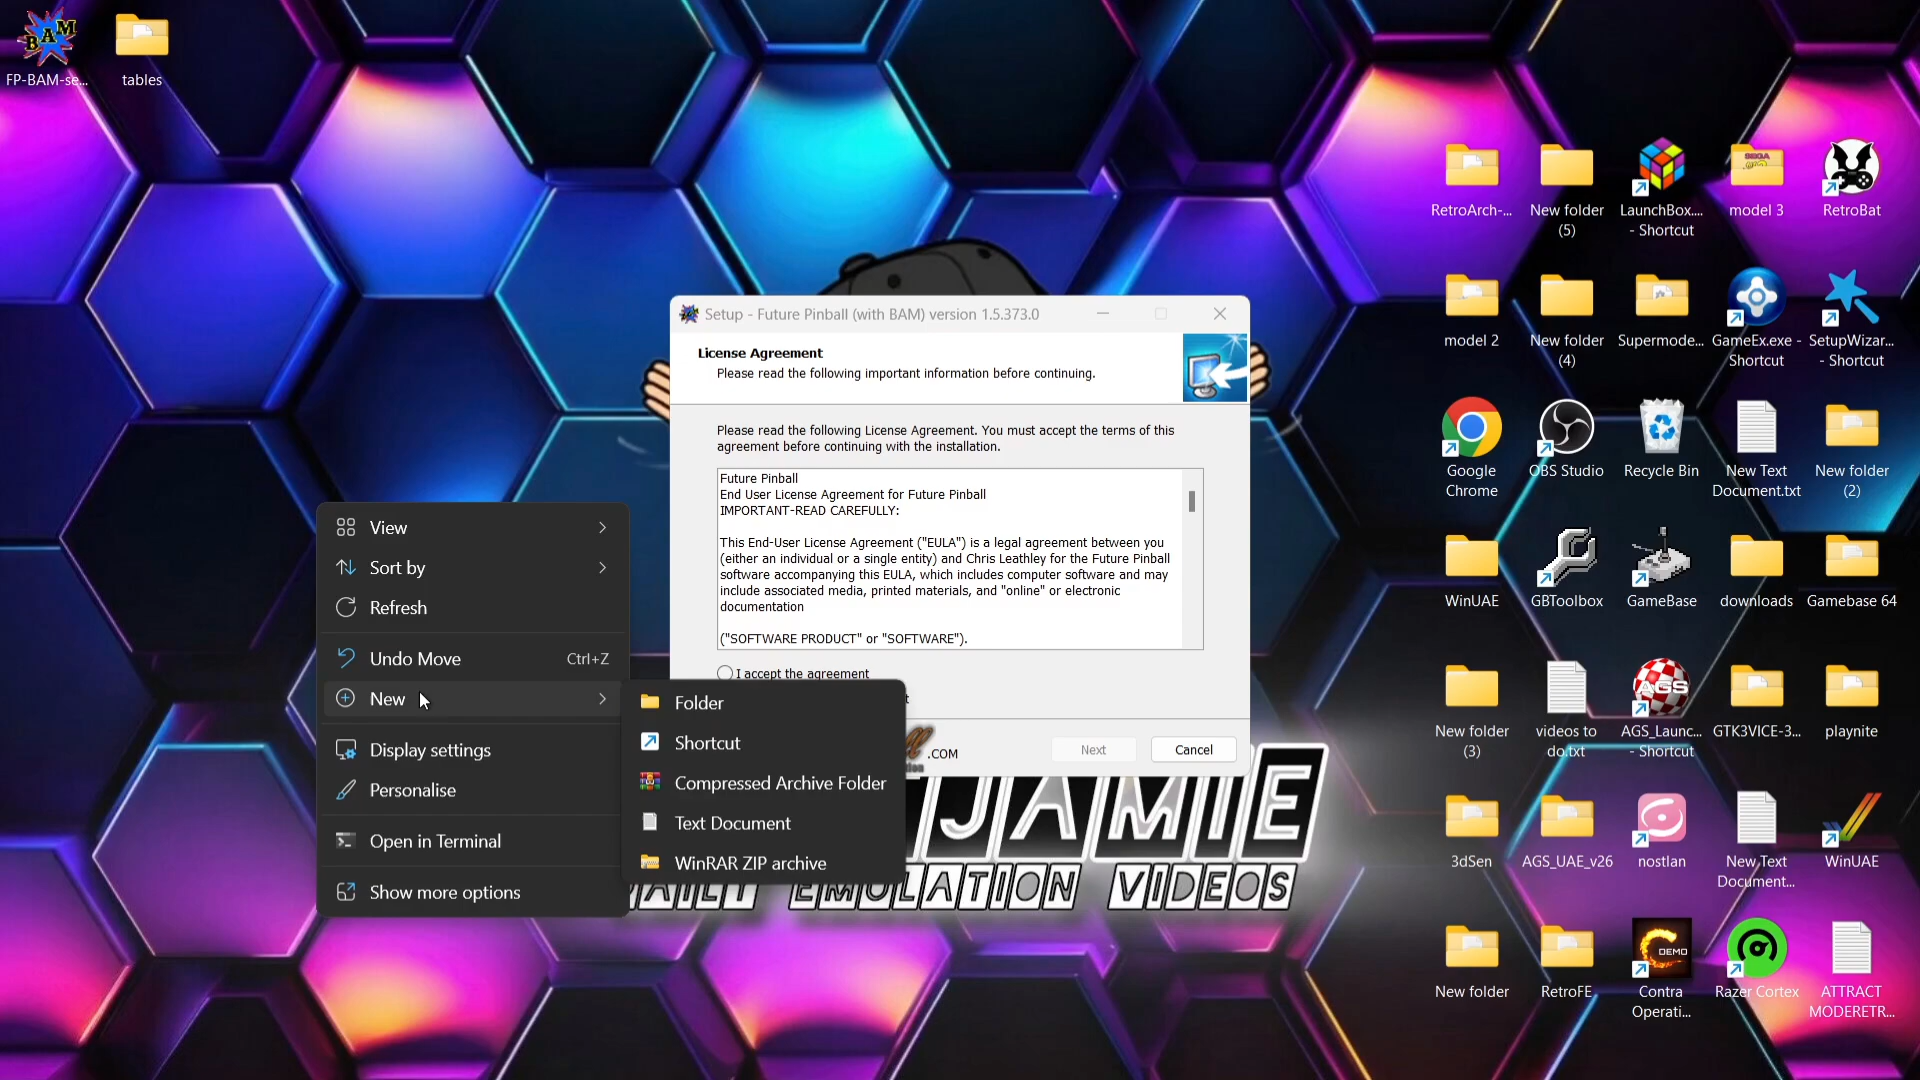 FP-BAM-se...
tables
RetroArch-...
New folder
(5)
LaunchBox....
- Shortcut
model 3
RetroBat
model 2
New folder
(4)
Supermode...
GameEx.exe -
Shortcut
SetupWizar...
- Shortcut
Google
Chrome
OBS Studio
Recycle Bin
New Text
Document.txt
New folder
(2)
WinUAE
GBToolbox
GameBase
downloads
Gamebase 64
New folder
(3)
videos to
do.txt
AGS_Launc...
- Shortcut
GTK3VICE-3...
playnite
3dSen
AGS_UAE_v26
nostlan
New Text
Document...
WinUAE
New folder
RetroFE
Contra
Operati...
Razer Cortex
ATTRACT
MODERETR...
Setup - Future Pinball (with BAM) version 1.5.373.0
License Agreement
Please read the following important information before continuing.
Please read the following License Agreement. You must accept the terms of this
agreement before continuing with the installation.
Future Pinball
End User License Agreement for Future Pinball
IMPORTANT-READ CAREFULLY:
This End-User License Agreement ("EULA") is a legal agreement between you
(either an individual or a single entity) and Chris Leathley for the Future Pinball
software accompanying this EULA, which includes computer software and may
include associated media, printed materials, and "online" or electronic
documentation
("SOFTWARE PRODUCT" or "SOFTWARE").
I accept the agreement
.COM
Next
Cancel
View
Sort by
Refresh
Undo Move Ctrl+Z
New
Display settings
Personalise
Open in Terminal
Show more options
Folder
Shortcut
Compressed Archive Folder
Text Document
WinRAR ZIP archive
JAMIE
EMULATION VIDEOS
BAM
SEGA
AGS
DEMO